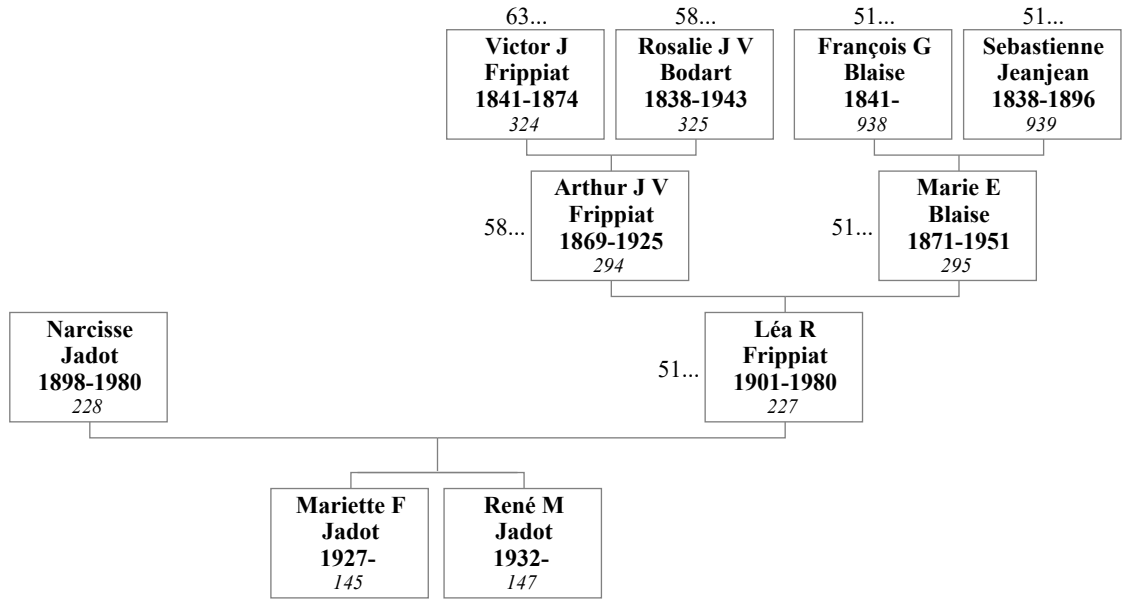 63...
58...
51...
51...
Victor J
Frippiat
1841-1874
324
Rosalie J V
Bodart
1838-1943
325
François G
Blaise
1841-
938
Sebastienne
Jeanjean
1838-1896
939
58...
Arthur J V
Frippiat
1869-1925
294
51...
Marie E
Blaise
1871-1951
295
Narcisse
Jadot
1898-1980
228
51...
Léa R
Frippiat
1901-1980
227
Mariette F
Jadot
1927-
145
René M
Jadot
1932-
147